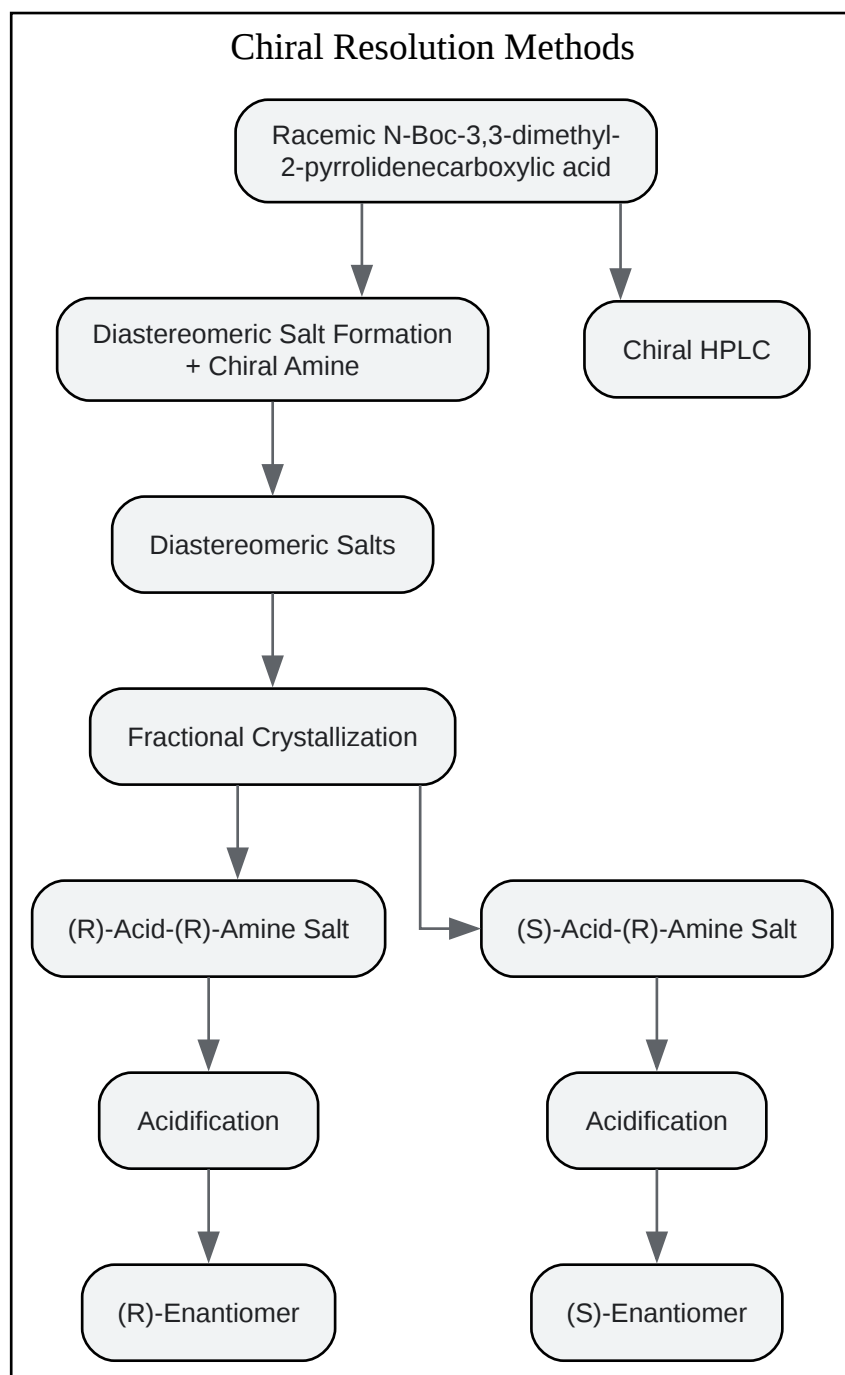 Chiral Resolution Methods
Racemic N-Boc-3,3-dimethyl-
2-pyrrolidenecarboxylic acid
Diastereomeric Salt Formation
+ Chiral Amine
Chiral HPLC
Diastereomeric Salts
Fractional Crystallization
(R)-Acid-(R)-Amine Salt
(S)-Acid-(R)-Amine Salt
Acidification
Acidification
(R)-Enantiomer
(S)-Enantiomer